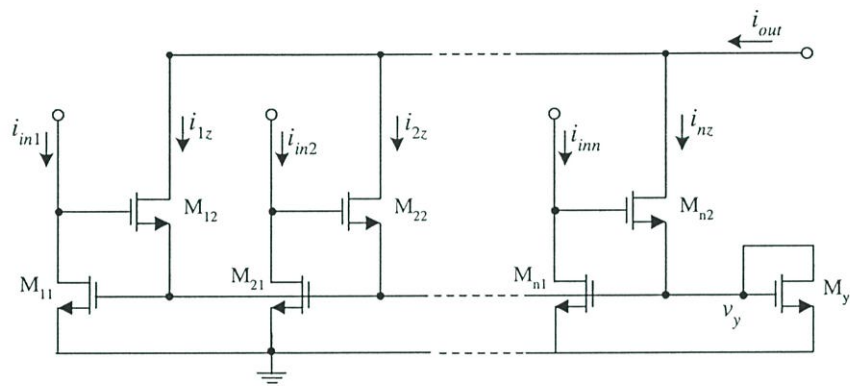 i_out
i_in1
i_1z
i_in2
i_2z
i_inn
i_nz
M_12
M_22
M_n2
M_11
M_21
M_n1
M_y
v_y